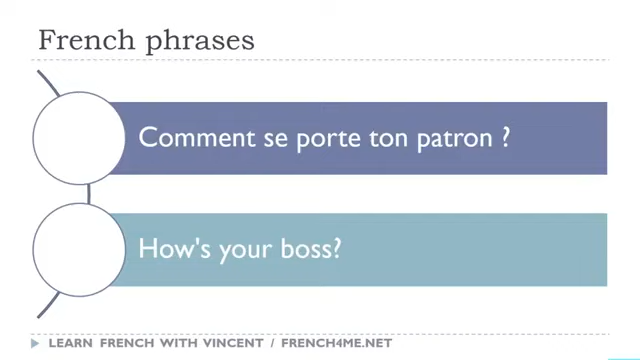 French phrases
Comment se porte ton patron ?
How's your boss?
LEARN FRENCH WITH VINCENT / FRENCH4ME.NET